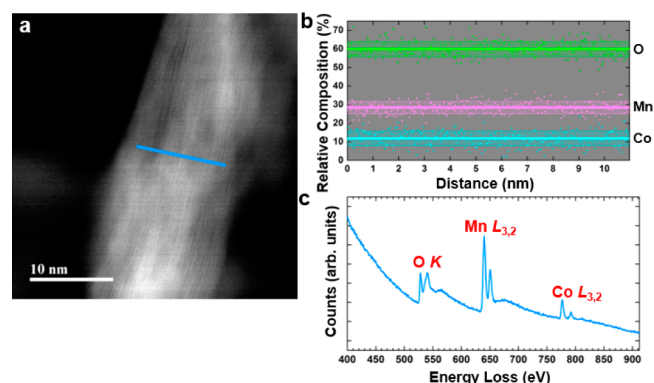 a
10 nm
b
Relative Composition (%)
70
60
50
40
30
20
10
0
O
Mn
Co
0 1 2 3 4 5 6 7 8 9 10
Distance (nm)
c
Counts (arb. units)
O K
Mn L3,2
Co L3,2
400 450 500 550 600 650 700 750 800 850 900
Energy Loss (eV)